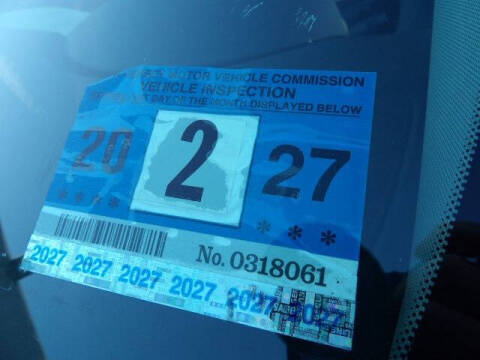 MOTOR VEHICLE COMMISSION
VEHICLE INSPECTION
DAY OF THE MONTH DISPLAYED BELOW
20 2 27
* * * * * * *
No. 0318061
2027 2027 2027 2027 2027 2027